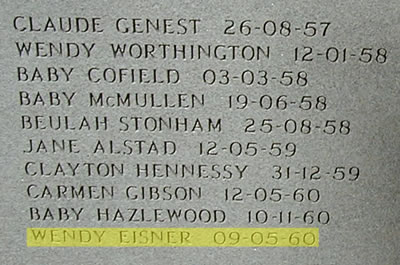 CLAUDE GENEST 26-08-57
WENDY WORTHINGTON 12-01-58
BABY COFIELD 03-03-58
BABY McMULLEN 19-06-58
BEULAH STONHAM 25-08-58
JANE ALSTAD 12-05-59
CLAYTON HENNESSY 31-12-59
CARMEN GIBSON 12-05-60
BABY HAZLEWOOD 10-11-60
WENDY EISNER 09-05-60